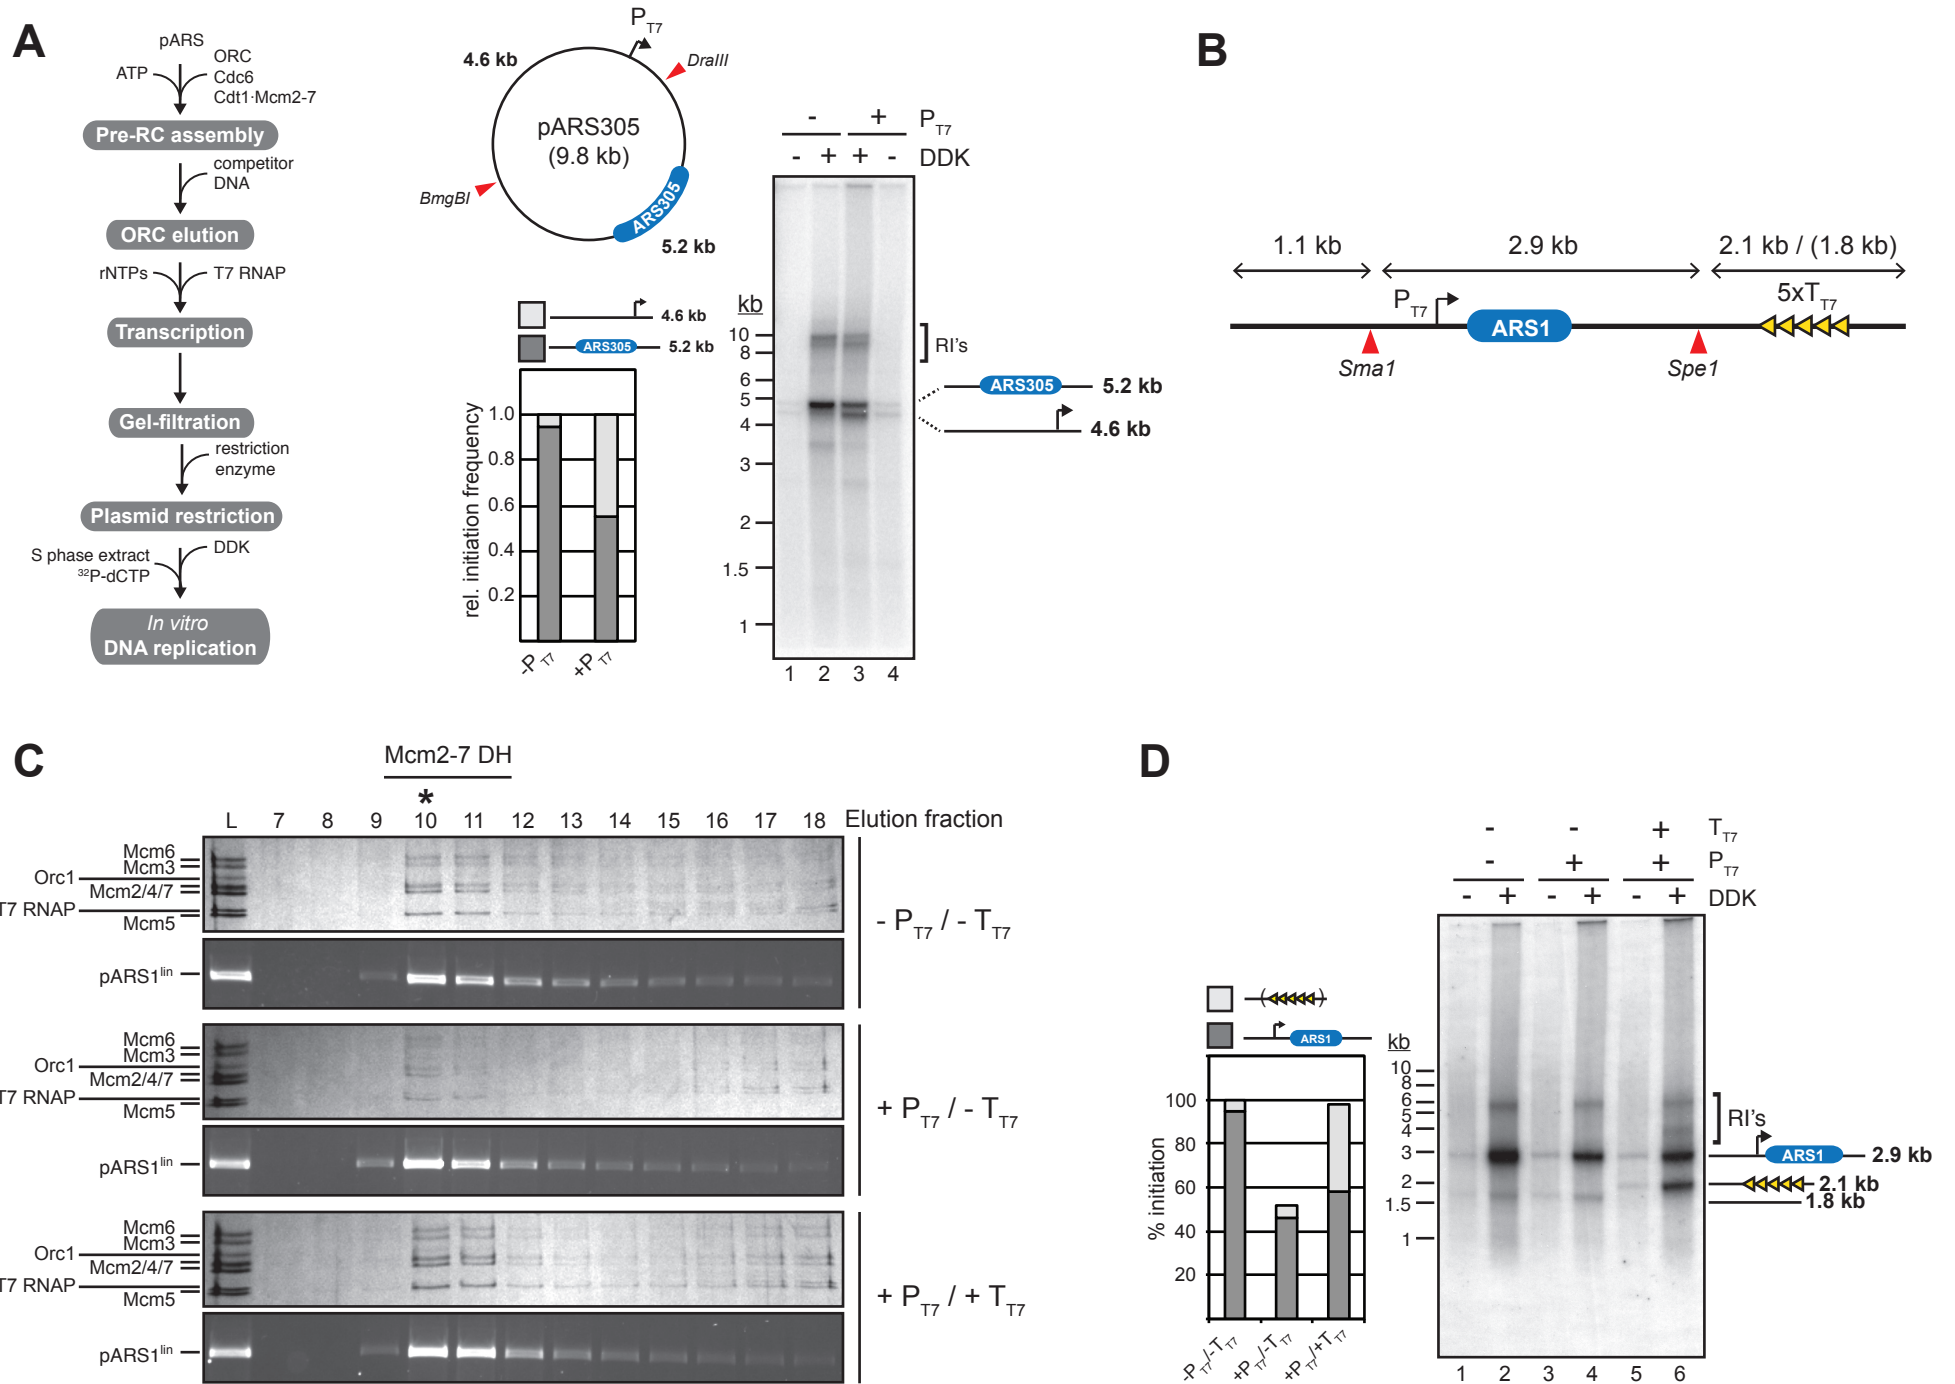 A
pARS
ATP
ORC
Cdc6
Cdt1·Mcm2-7
Pre-RC assembly
competitor
DNA
ORC elution
rNTPs
T7 RNAP
Transcription
Gel-filtration
restriction
enzyme
Plasmid restriction
S phase extract
32P-dCTP
DDK
In vitro
DNA replication
PT7
4.6 kb
DraIII
pARS305
(9.8 kb)
BmgBI
ARS305
5.2 kb
4.6 kb
ARS305 5.2 kb
rel. initiation frequency
1.0
0.8
0.6
0.4
0.2
-PT7 +PT7
- + PT7
- + + - DDK
kb
10
8
6
5
4
3
2
1.5
1
RI's
ARS305 5.2 kb
4.6 kb
1 2 3 4
B
1.1 kb 2.9 kb 2.1 kb / (1.8 kb)
PT7 ARS1 5xTT7
Sma1 Spe1
C
Mcm2-7 DH
*
L 7 8 9 10 11 12 13 14 15 16 17 18 Elution fraction
Mcm6
Mcm3
Orc1
Mcm2/4/7
T7 RNAP
Mcm5
pARS1lin
- PT7 / - TT7
Mcm6
Mcm3
Orc1
Mcm2/4/7
T7 RNAP
Mcm5
pARS1lin
+ PT7 / - TT7
Mcm6
Mcm3
Orc1
Mcm2/4/7
T7 RNAP
Mcm5
pARS1lin
+ PT7 / + TT7
D
- - + TT7
- + + PT7
- + - + - + DDK
( )
ARS1
% initiation
100
80
60
40
20
-PT7/-TT7 +PT7/-TT7 +PT7/+TT7
kb
10
8
6
5
4
3
2
1.5
1
RI's
ARS1 2.9 kb
2.1 kb
1.8 kb
1 2 3 4 5 6